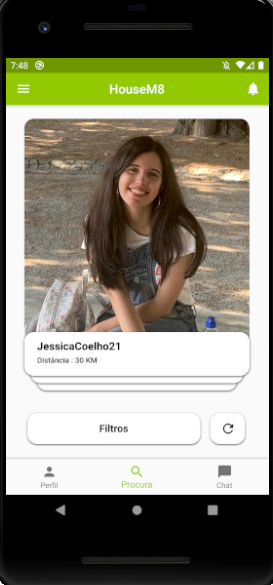 7:48
HouseM8
JessicaCoelho21
Distância : 30 KM
Filtros
Perfil
Procura
Chat